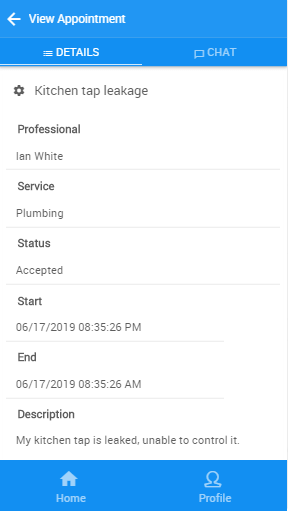 View Appointment
DETAILS
CHAT
Kitchen tap leakage
Professional
Ian White
Service
Plumbing
Status
Accepted
Start
06/17/2019 08:35:26 PM
End
06/17/2019 08:35:26 AM
Description
My kitchen tap is leaked, unable to control it.
Home
Profile